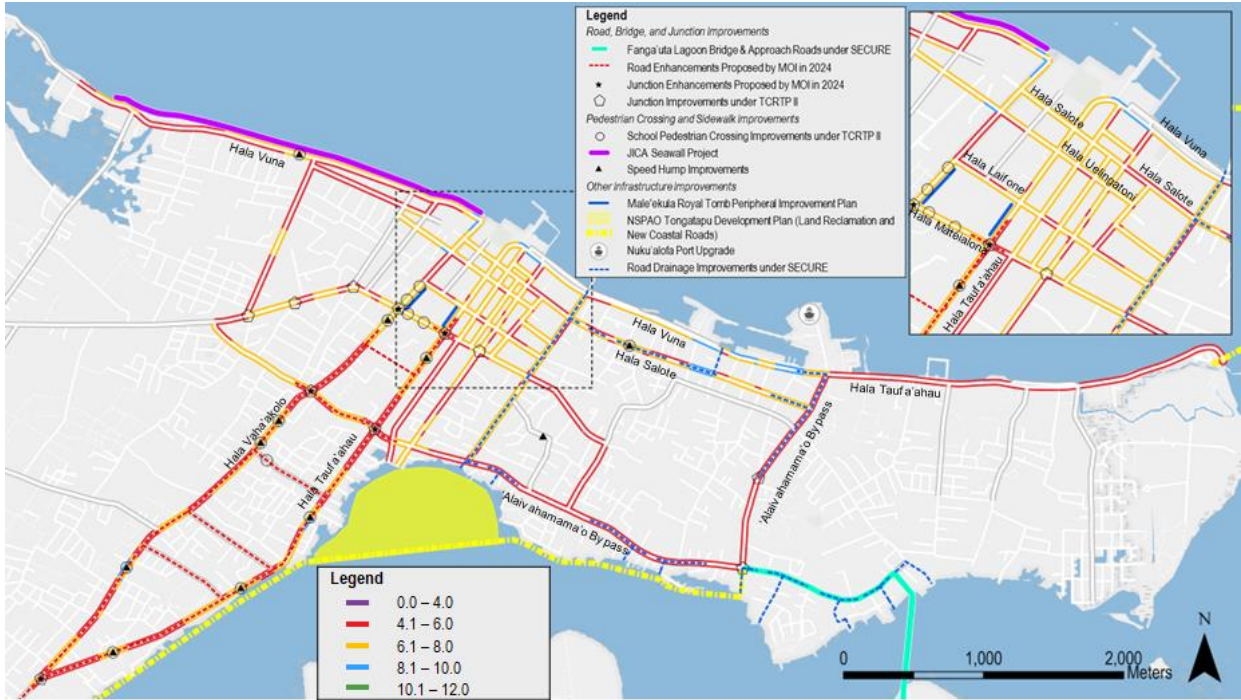 Legend
Road, Bridge, and Junction Improvements
Fanga'uta Lagoon Bridge & Approach Roads under SECURE
Road Enhancements Proposed by MOI in 2024
Junction Enhancements Proposed by MOI in 2024
Junction Improvements under TCRTP II
Pedestrian Crossing and Sidewalk Improvements
School Pedestrian Crossing Improvements under TCRTP II
JICA Seawall Project
Speed Hump Improvements
Other Infrastructure Improvements
Male'ekula Royal Tomb Peripheral Improvement Plan
NSPAO Tongatapu Development Plan (Land Reclamation and
New Coastal Roads)
Nuku'alofa Port Upgrade
Road Drainage Improvements under SECURE
Hala Salote
Hala Vuna
Hala Uelingatoni
Hala Salote
Hala Laifone
Hala Mateialona
Hala Taufa'ahau
Hala Vuna
Hala Vuna
Hala Salote
Hala Taufa'ahau
Hala Vaha'akolo
Hala Taufa'ahau
'Alaivahamama'o Bypass
'Alaivahamama'o Bypass
Legend
0.0 – 4.0
4.1 – 6.0
6.1 – 8.0
8.1 – 10.0
10.1 – 12.0
N
0 1,000 2,000
Meters